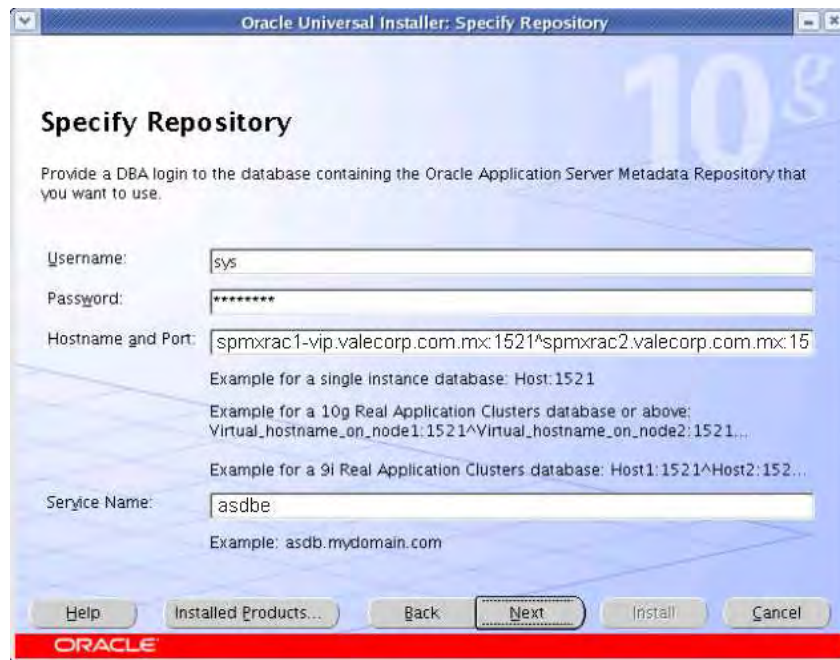 Oracle Universal Installer: Specify Repository
10g
Specify Repository
Provide a DBA login to the database containing the Oracle Application Server Metadata Repository that
you want to use.
Username: sys
Password: ********
Hostname and Port: spmxrac1-vip.valecorp.com.mx:1521^spmxrac2.valecorp.com.mx:15
Example for a single instance database: Host:1521
Example for a 10g Real Application Clusters database or above:
Virtual_hostname_on_node1:1521^Virtual_hostname_on_node2:1521...
Example for a 9i Real Application Clusters database: Host1:1521^Host2:152...
Service Name: asdbe
Example: asdb.mydomain.com
Help Installed Products... Back Next Install Cancel
ORACLE